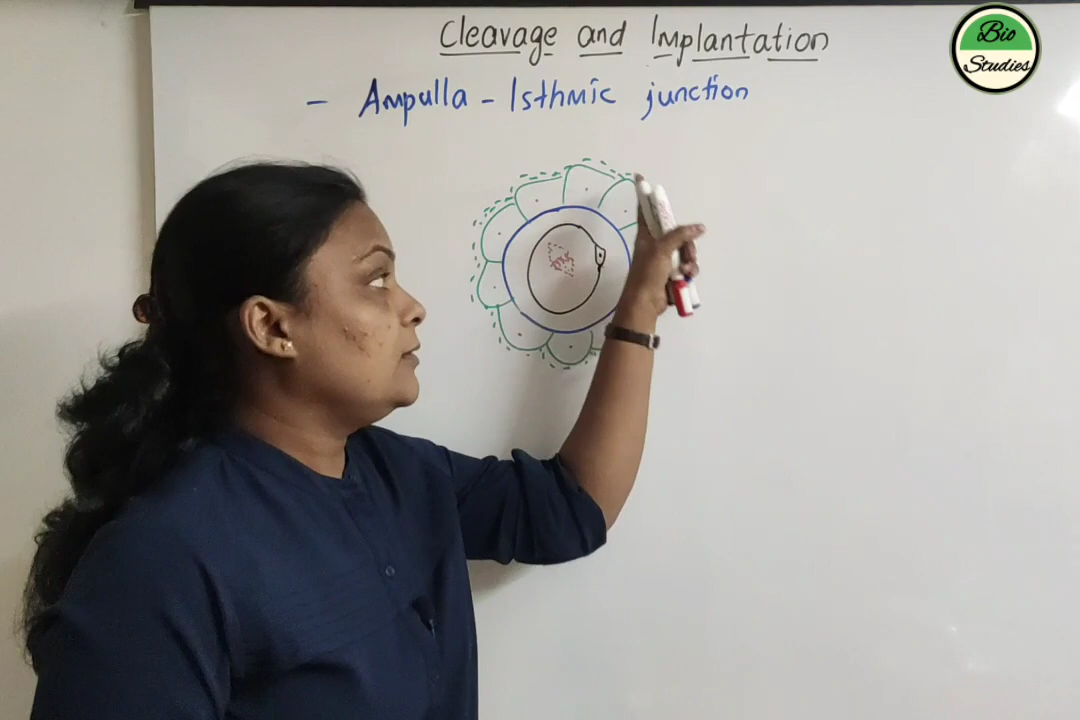 Cleavage and Implantation
- Ampulla - Isthmic junction
Bio
Studies